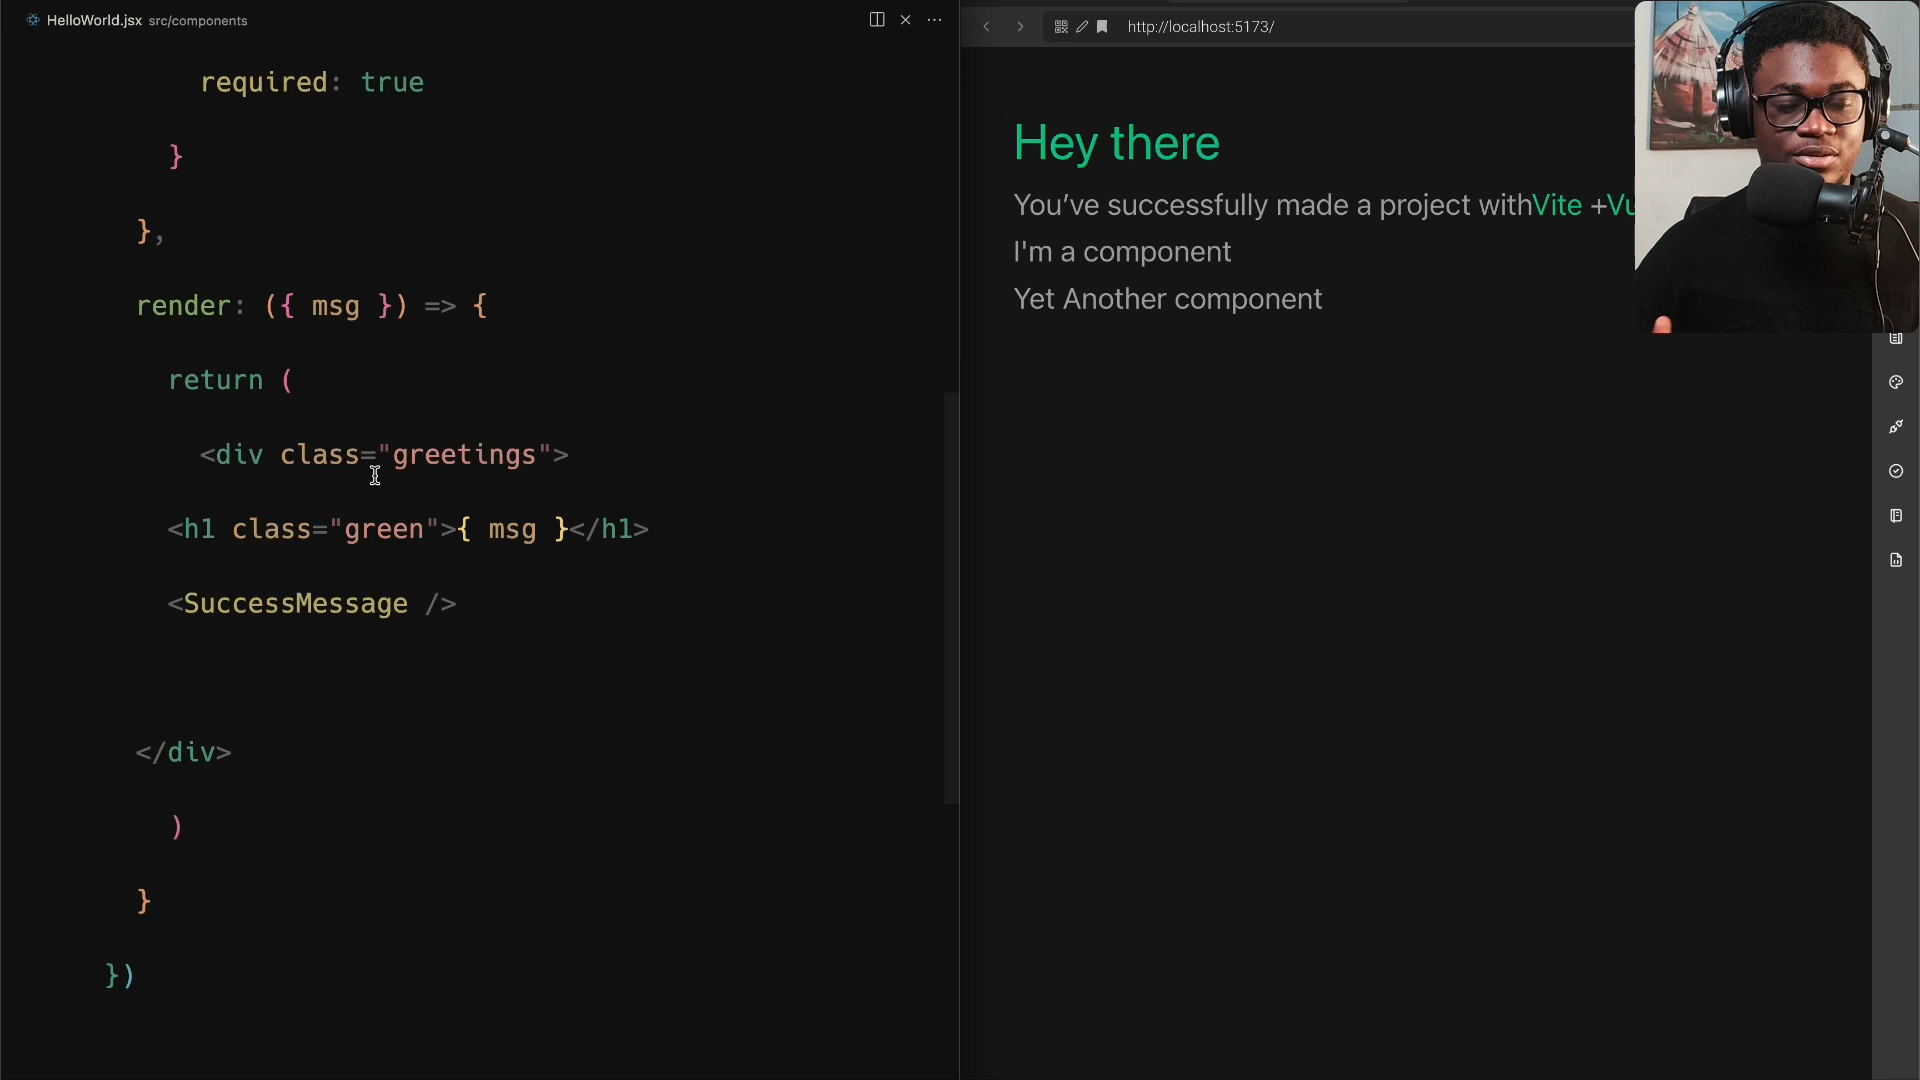 HelloWorld.jsx src/components
required: true
}
},
render: ({ msg }) => {
return (
<div class="greetings">
<h1 class="green">{ msg }</h1>
<SuccessMessage />
</div>
)
}
})
http://localhost:5173/
Hey there
You’ve successfully made a project withVite +Vu
I'm a component
Yet Another component